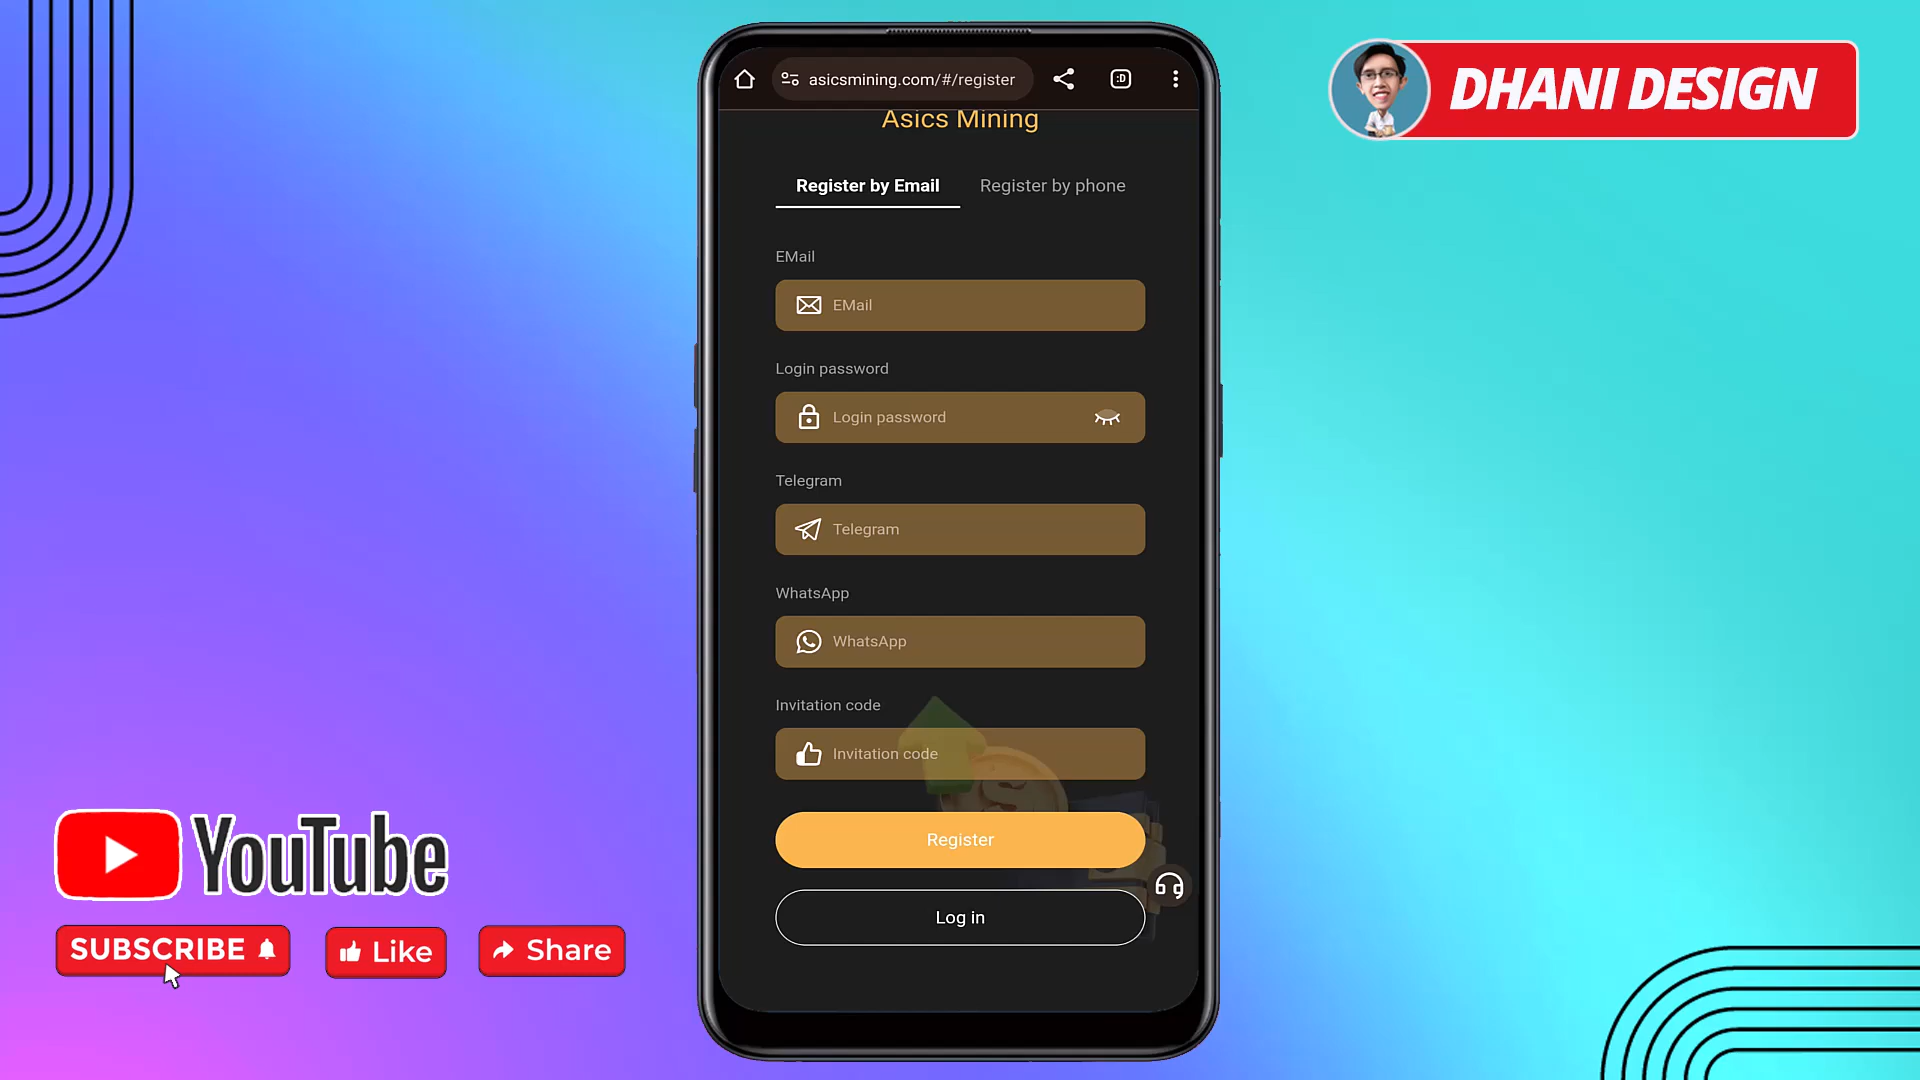 asicsmining.com/#/register
:D
DHANI DESIGN
Asics Mining
Register by Email
Register by phone
EMail
EMail
Login password
Login password
Telegram
Telegram
WhatsApp
WhatsApp
Invitation code
Invitation code
Register
Log in
YouTube
SUBSCRIBE
Like
Share